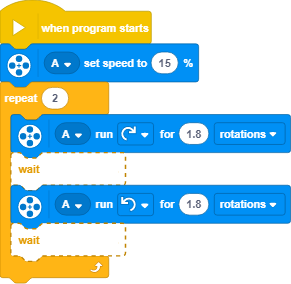 when program starts
A set speed to 15 %
repeat 2
A run for 1.8 rotations
wait
A run for 1.8 rotations
wait